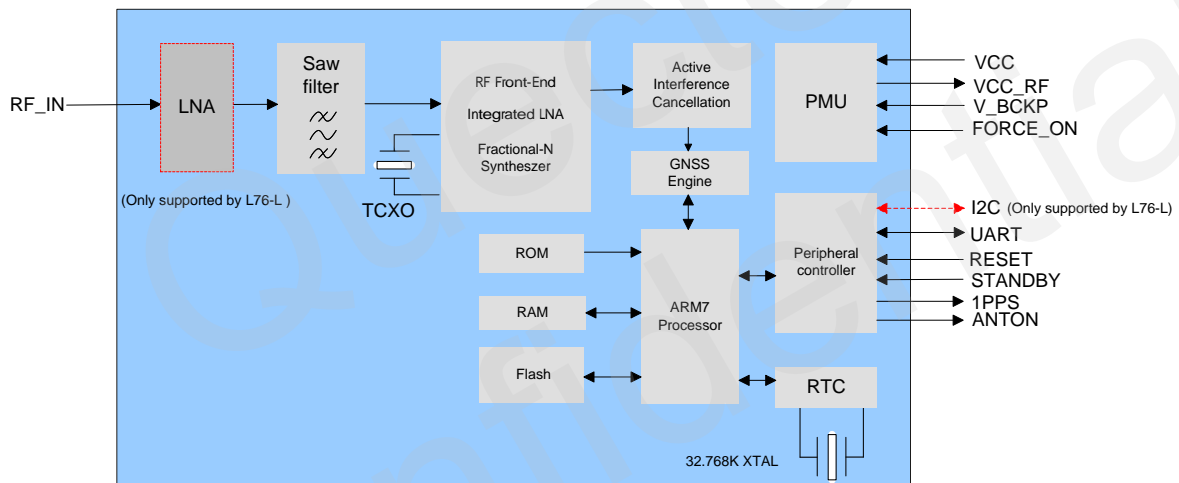 RF_IN
LNA
(Only supported by L76-L )
Saw
filter
TCXO
RF Front-End
Integrated LNA
Fractional-N
Syntheszer
Active
Interference
Cancellation
GNSS
Engine
ROM
RAM
Flash
ARM7
Processor
PMU
VCC
VCC_RF
V_BCKP
FORCE_ON
Peripheral
controller
I2C (Only supported by L76-L)
UART
RESET
STANDBY
1PPS
ANTON
RTC
32.768K XTAL